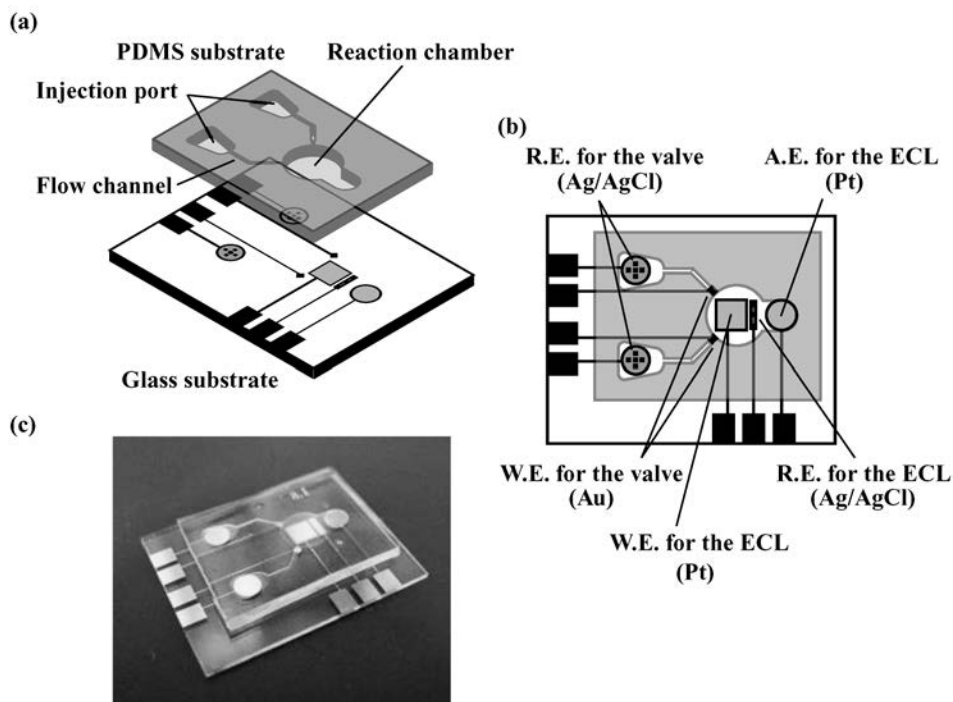 (a)
PDMS substrate
Reaction chamber
Injection port
Flow channel
Glass substrate
(b)
R.E. for the valve
(Ag/AgCl)
A.E. for the ECL
(Pt)
W.E. for the valve
(Au)
R.E. for the ECL
(Ag/AgCl)
W.E. for the ECL
(Pt)
(c)